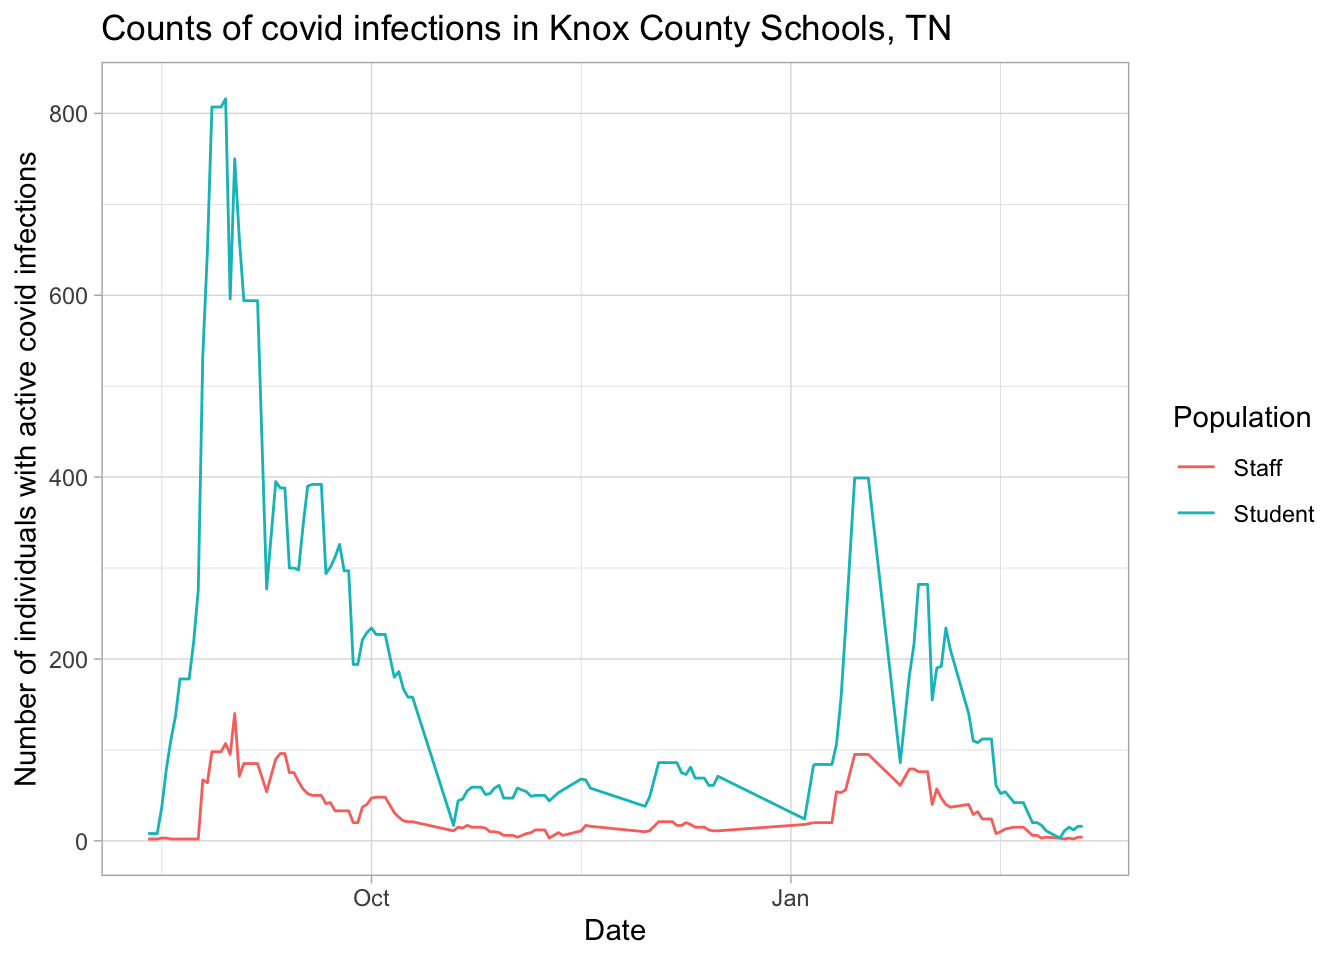 Counts of covid infections in Knox County Schools, TN
Number of individuals with active covid infections
800
600
400
200
0
Oct
Jan
Date
Population
Staff
Student